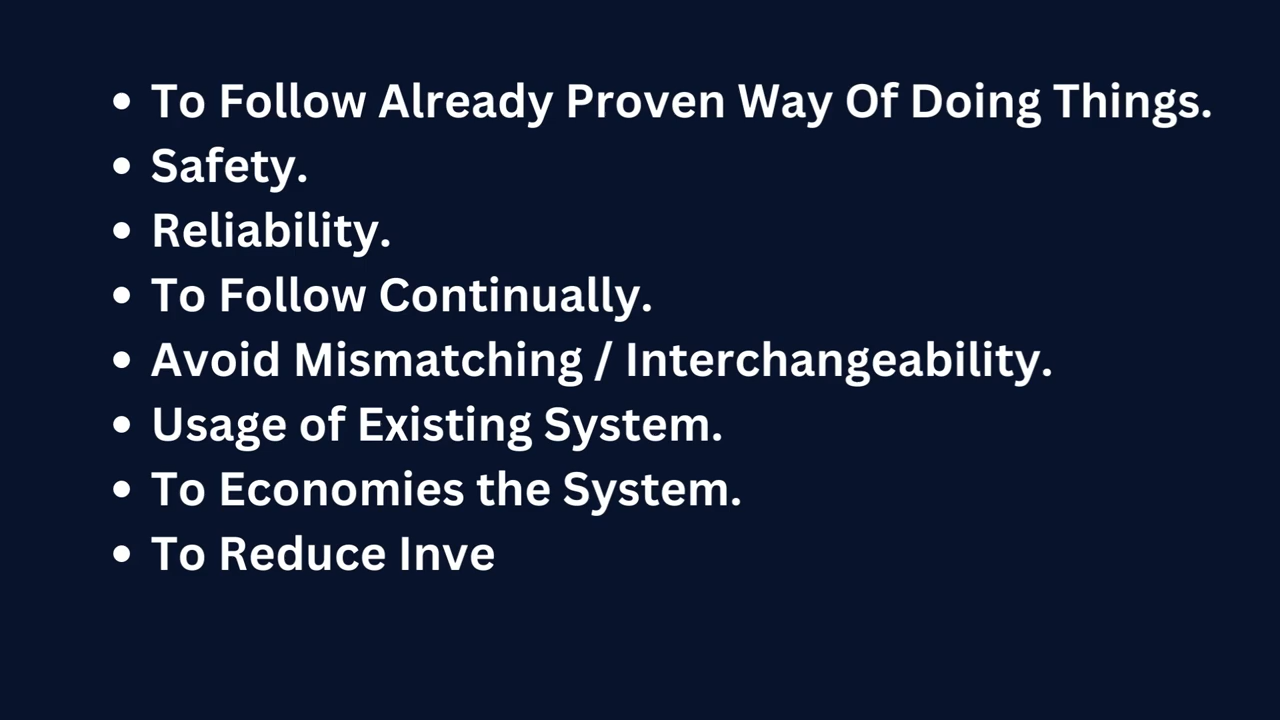 • To Follow Already Proven Way Of Doing Things.
• Safety.
• Reliability.
• To Follow Continually.
• Avoid Mismatching / Interchangeability.
• Usage of Existing System.
• To Economies the System.
• To Reduce Inve